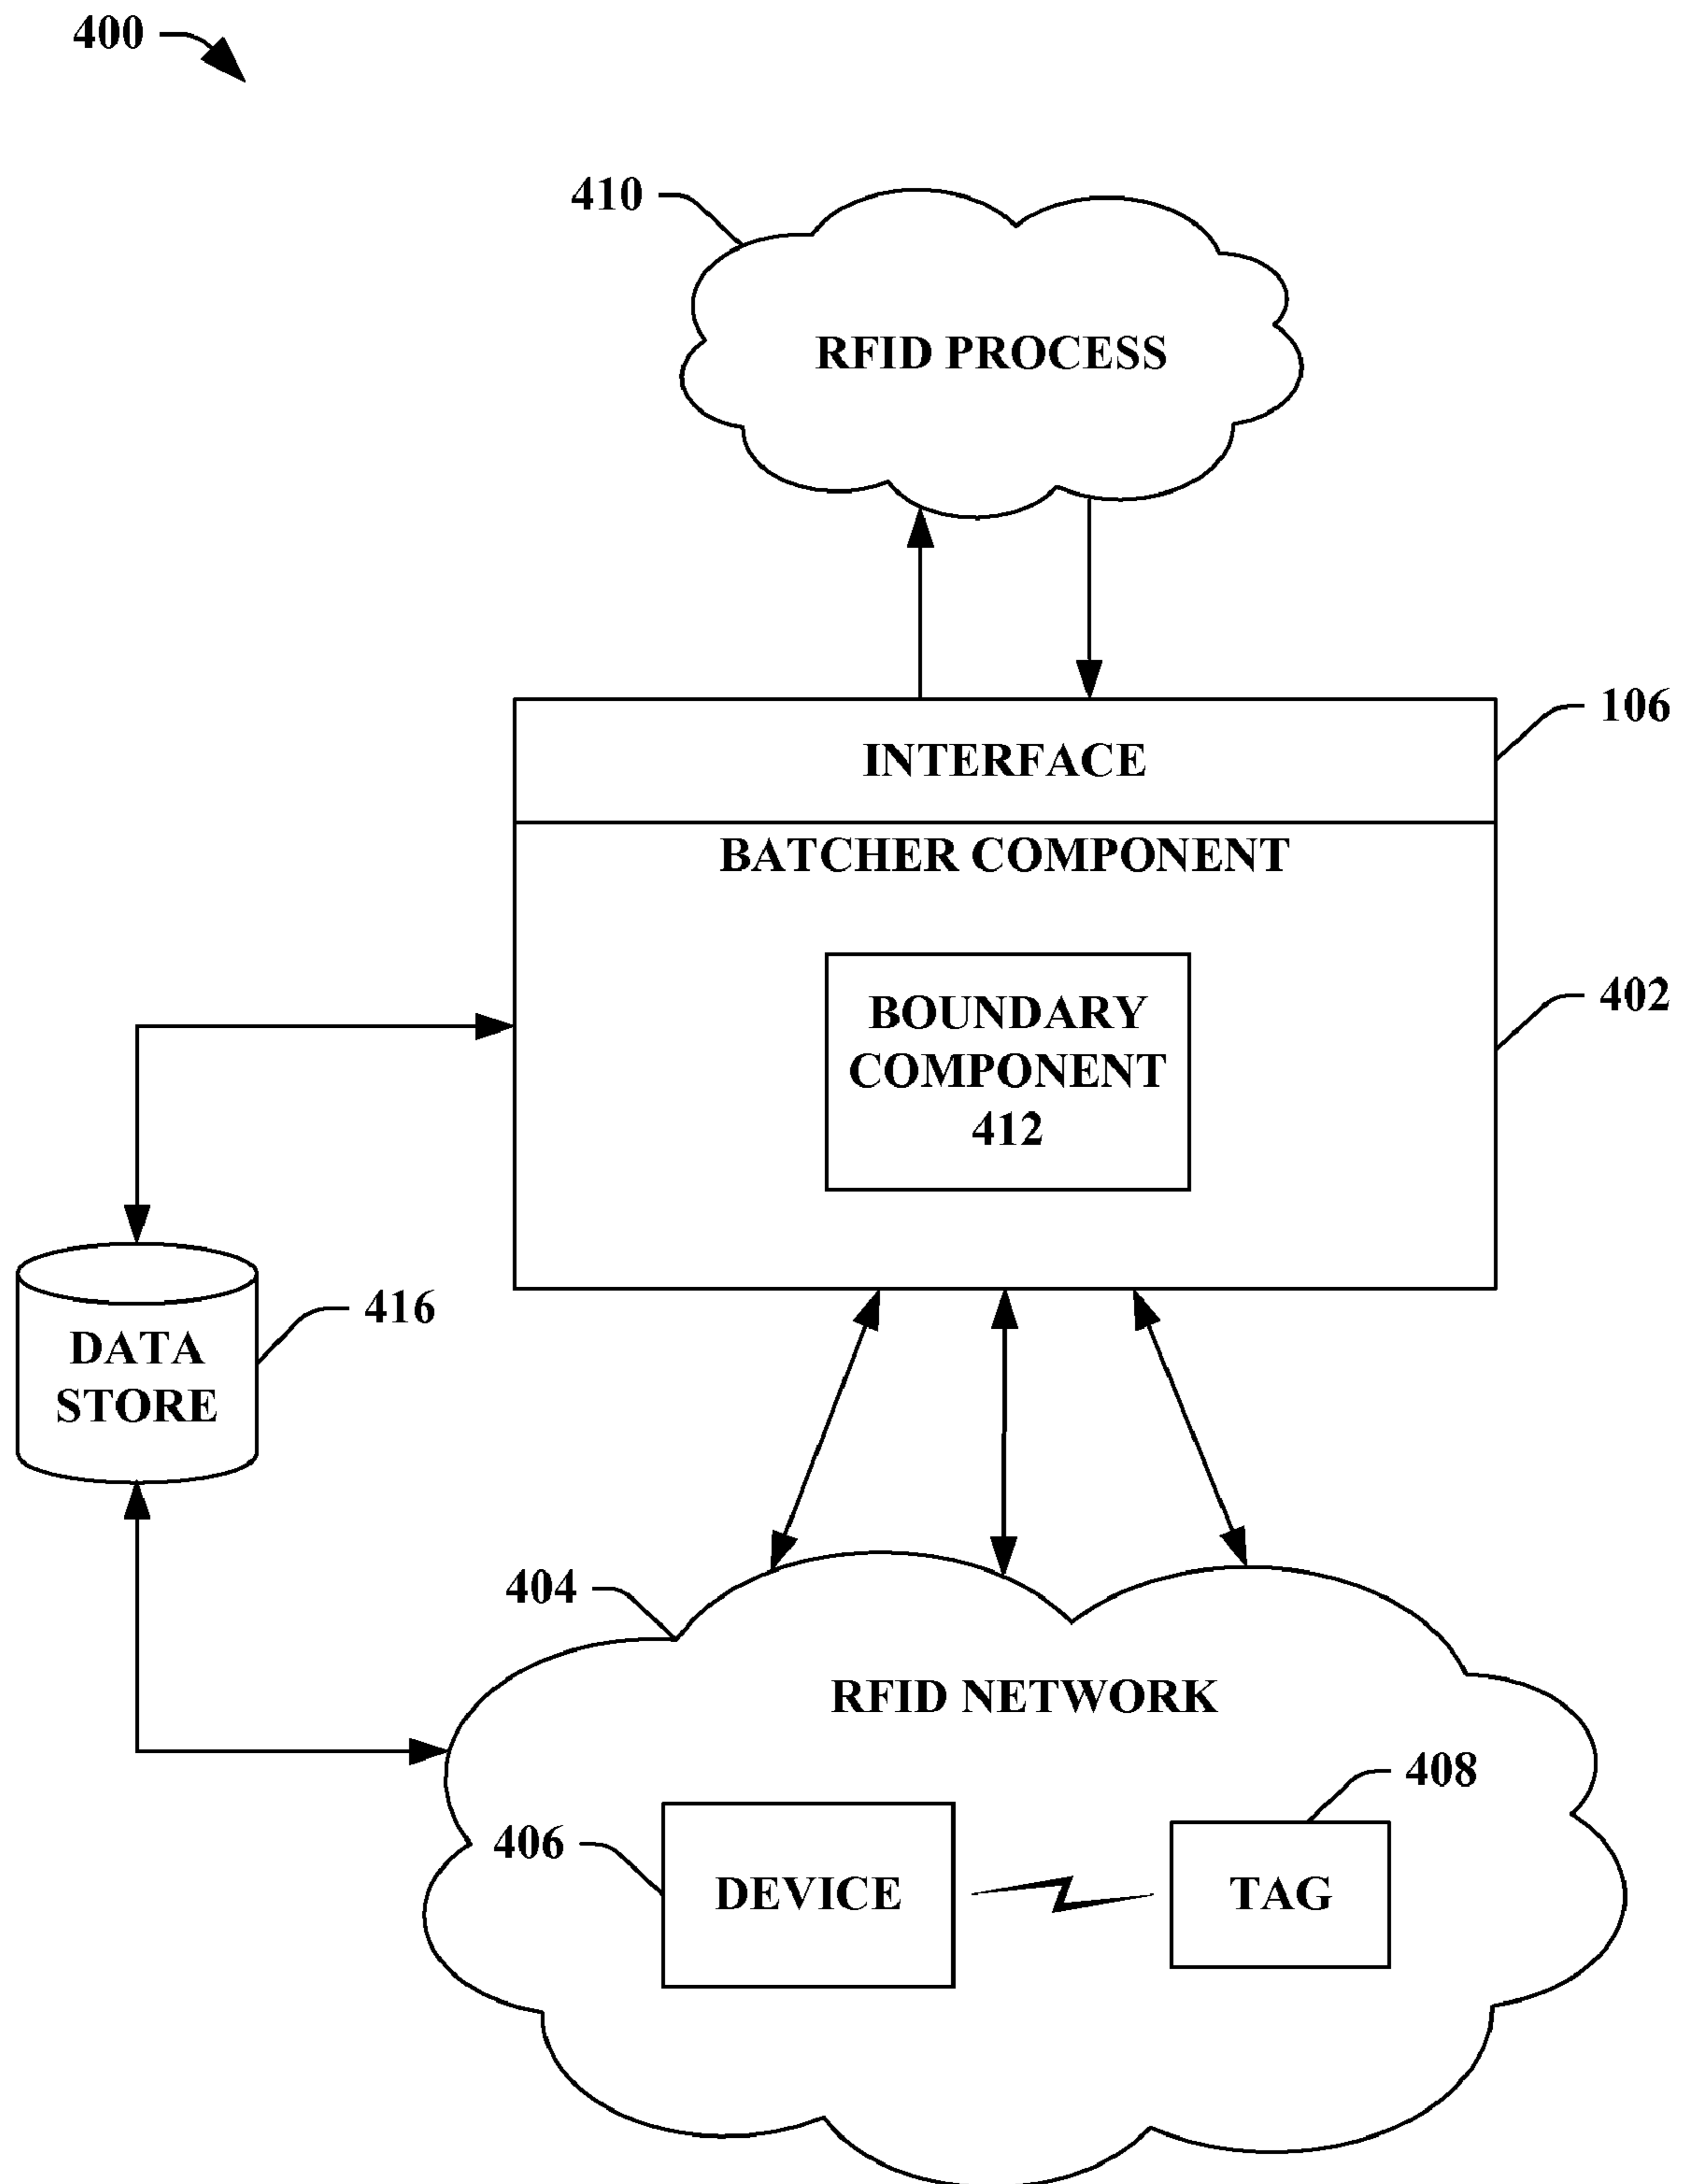 400
410
RFID PROCESS
106
INTERFACE
BATCHER COMPONENT
402
BOUNDARY
COMPONENT
412
416
DATA
STORE
404
RFID NETWORK
408
406
DEVICE
TAG